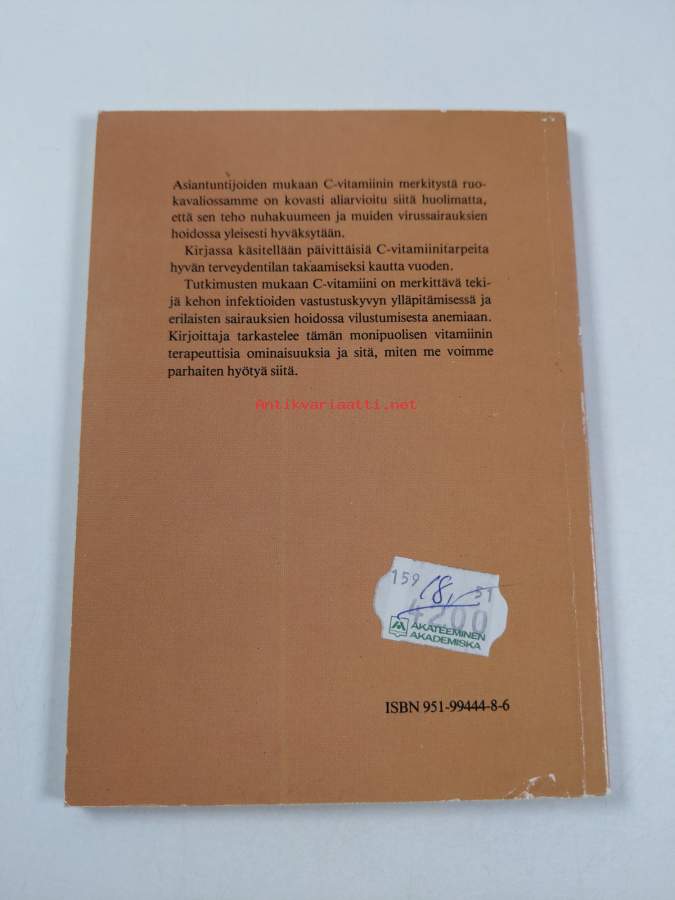 Asiantuntijoiden mukaan C-vitamiinin merkitystä ruo-
kavaliossamme on kovasti aliarvioitu siitä huolimatta,
että sen teho nuhakuumeen ja muiden virussairauksien
hoidossa yleisesti hyväksytään.
Kirjassa käsitellään päivittäisiä C-vitamiinitarpeita
hyvän terveydentilan takaamiseksi kautta vuoden.
Tutkimusten mukaan C-vitamiini on merkittävä teki-
jä kehon infektioiden vastustuskyvyn ylläpitämisessä ja
erilaisten sairauksien hoidossa vilustumisesta anemiaan.
Kirjoittaja tarkastelee tämän monipuolisen vitamiinin
terapeuttisia ominaisuuksia ja sitä, miten me voimme
parhaiten hyötyä siitä.
Antikvariaatti.net
159 18,- 51
4200
AKATEEMINEN
AKADEMISKA
ISBN 951-99444-8-6